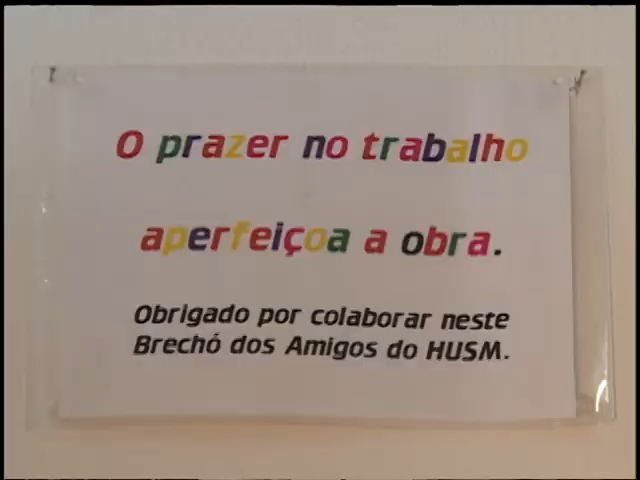 O prazer no trabalho
aperfeiçoa a obra.
Obrigado por colaborar neste
Brechó dos Amigos do HUSM.